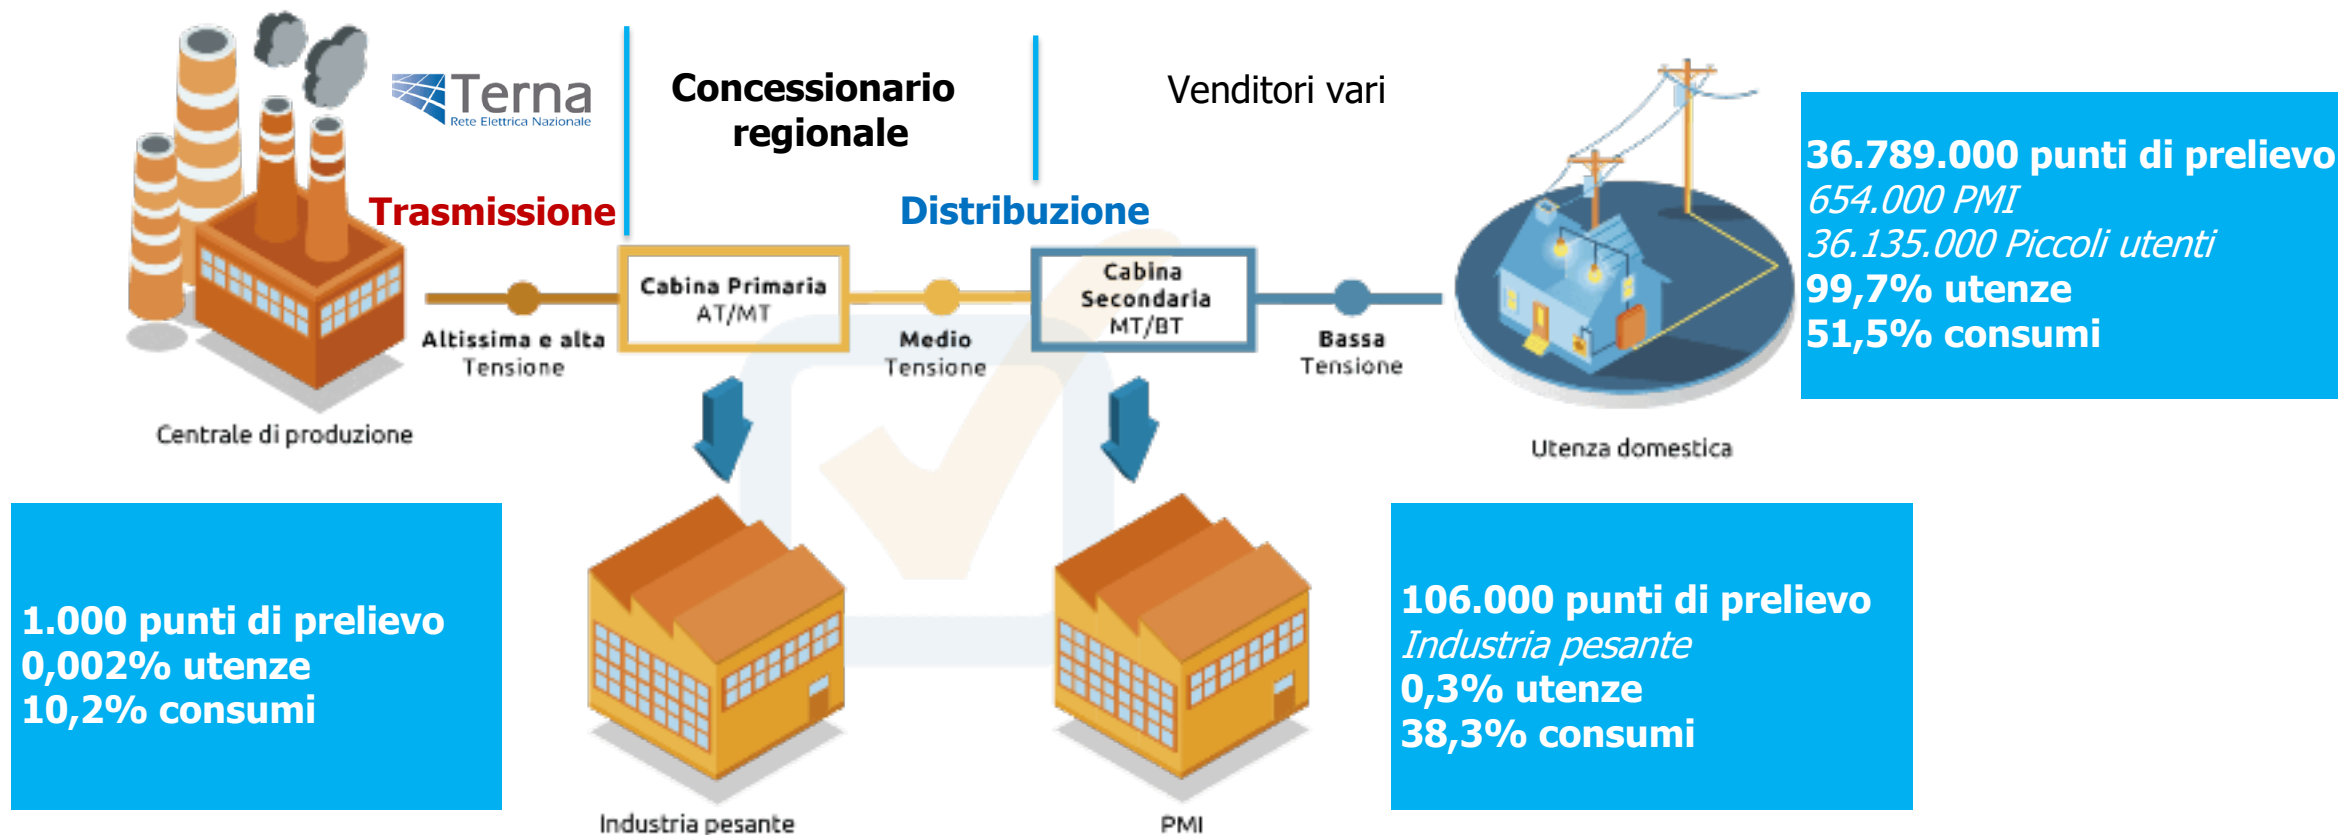 Terna
Rete Elettrica Nazionale
Concessionario
regionale
Venditori vari
Trasmissione
Distribuzione
36.789.000 punti di prelievo
654.000 PMI
36.135.000 Piccoli utenti
99,7% utenze
51,5% consumi
Cabina Primaria
AT/MT
Cabina
Secondaria
MT/BT
Altissima e alta
Tensione
Medio
Tensione
Bassa
Tensione
Centrale di produzione
Utenza domestica
1.000 punti di prelievo
0,002% utenze
10,2% consumi
106.000 punti di prelievo
Industria pesante
0,3% utenze
38,3% consumi
Industria pesante
PMI